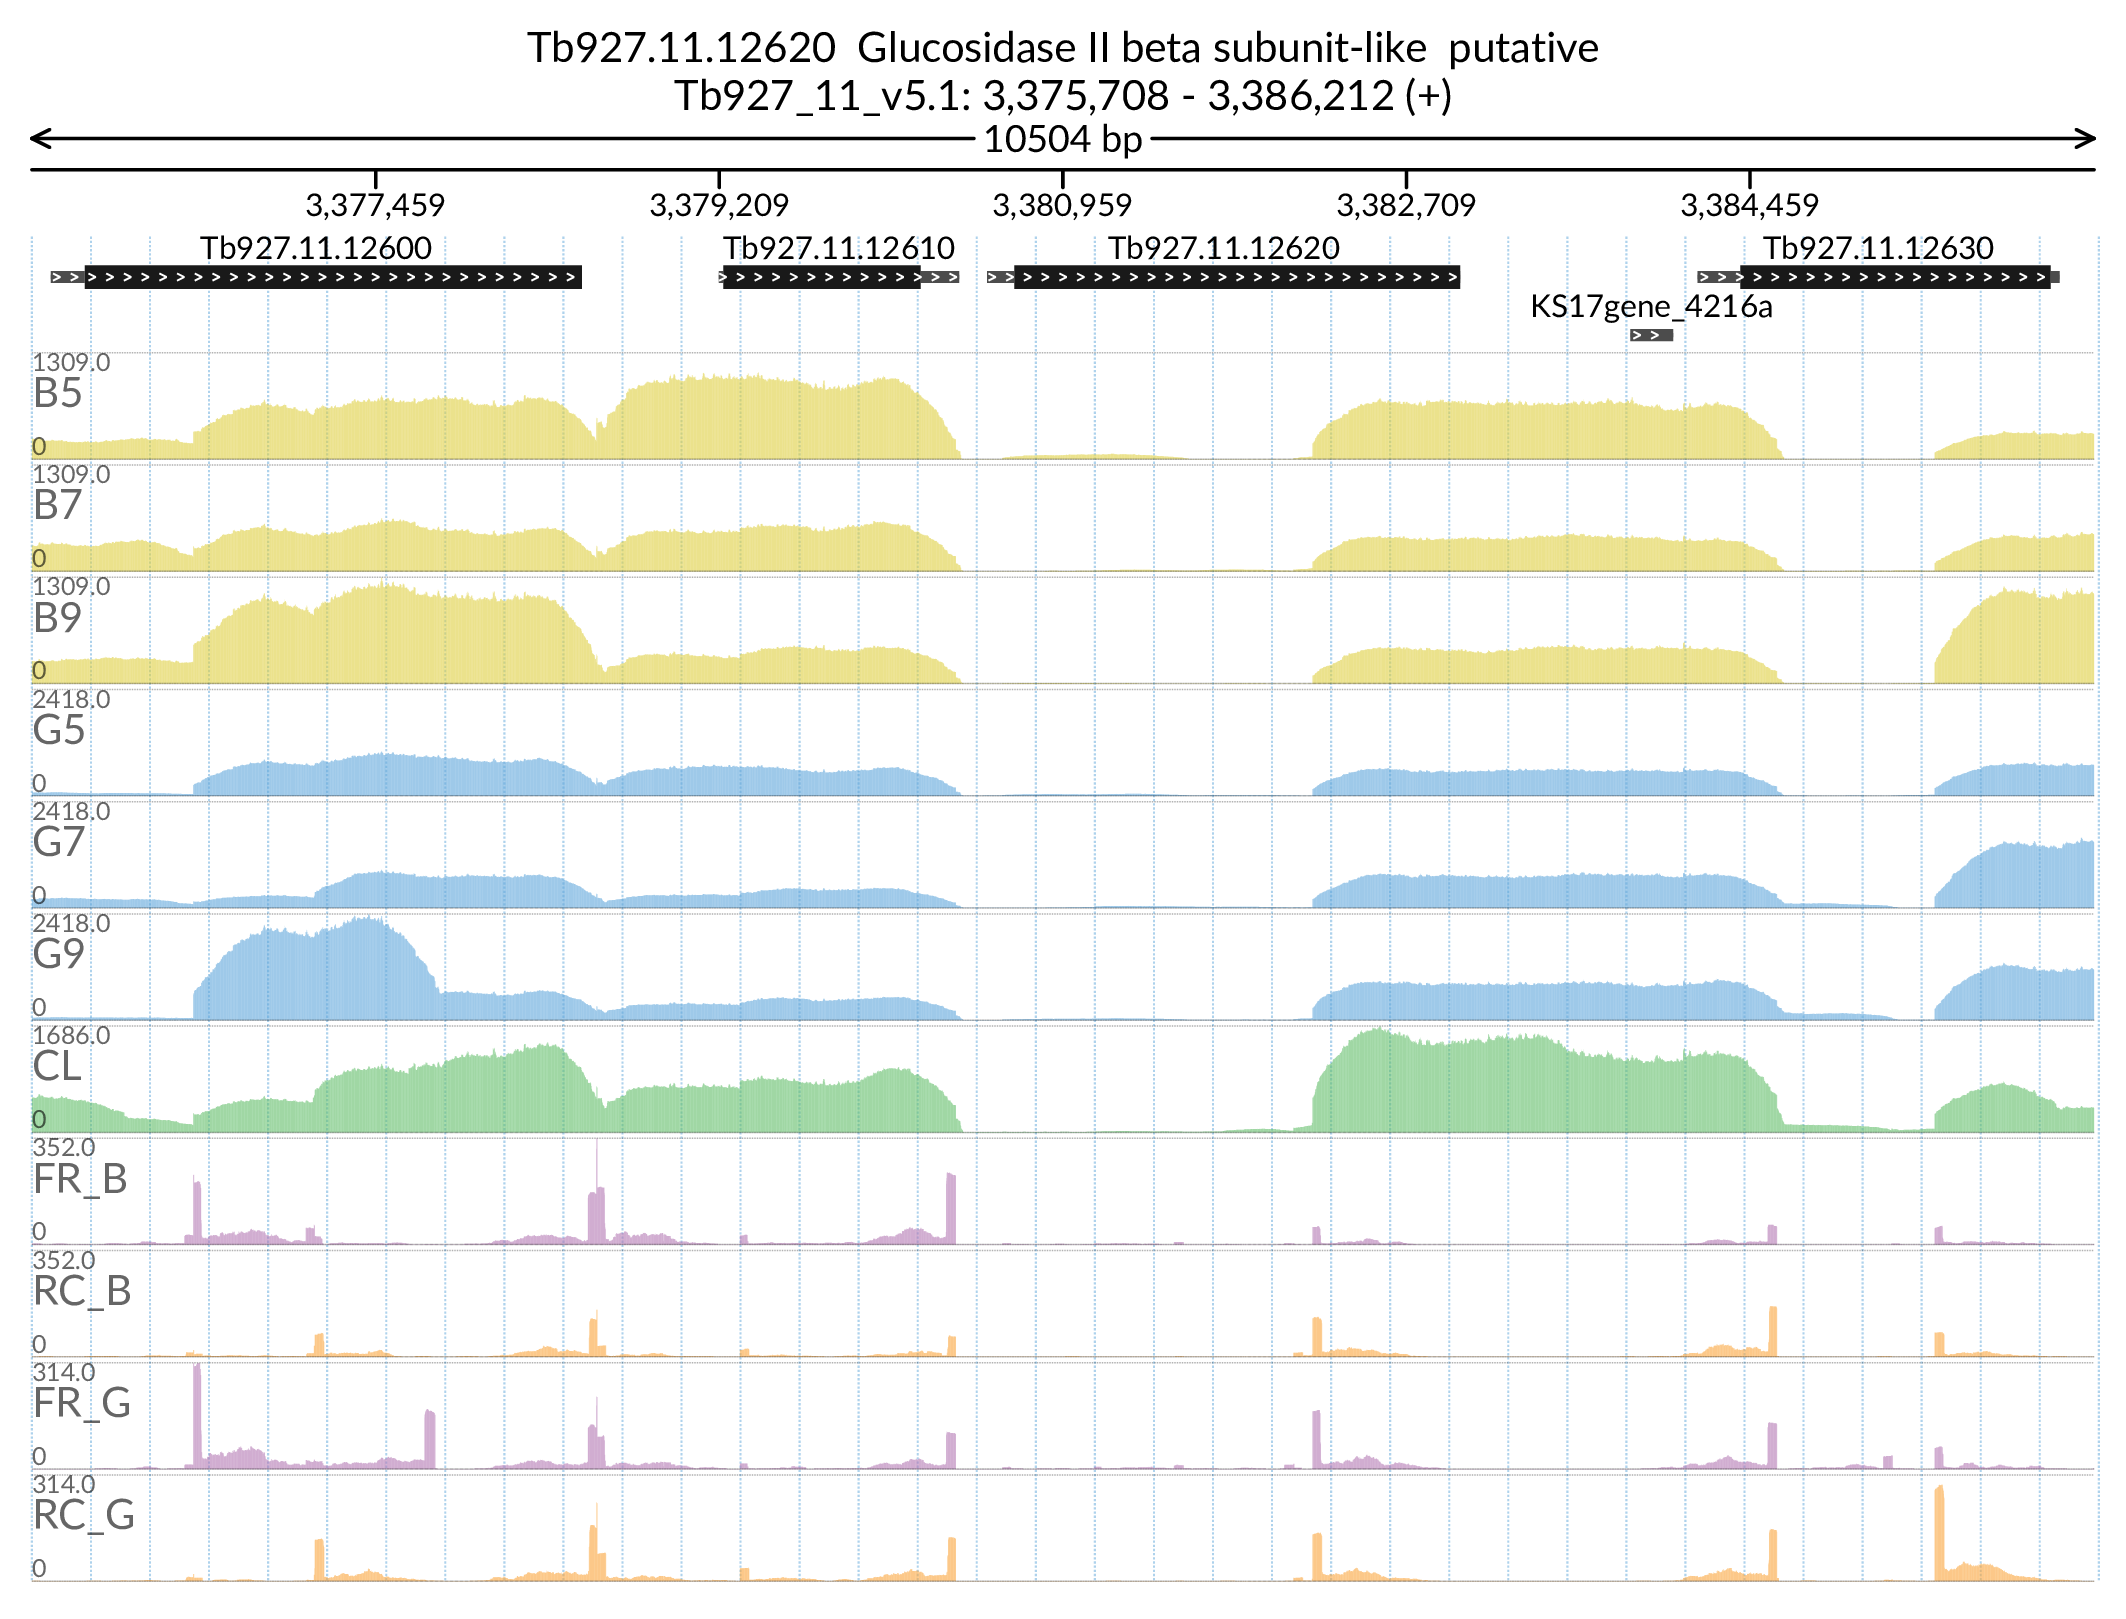 Tb927.11.12620 Glucosidase II beta subunit-like putative
Tb927_11_v5.1: 3,375,708 - 3,386,212 (+)
10504 bp
3,377,459 3,379,209 3,380,959 3,382,709 3,384,459
Tb927.11.12600 Tb927.11.12610 Tb927.11.12620 Tb927.11.12630
KS17gene_4216a
1309.0
B5
0
1309.0
B7
0
1309.0
B9
0
2418.0
G5
0
2418.0
G7
0
2418.0
G9
0
1686.0
CL
0
352.0
FR_B
0
352.0
RC_B
0
314.0
FR_G
0
314.0
RC_G
0